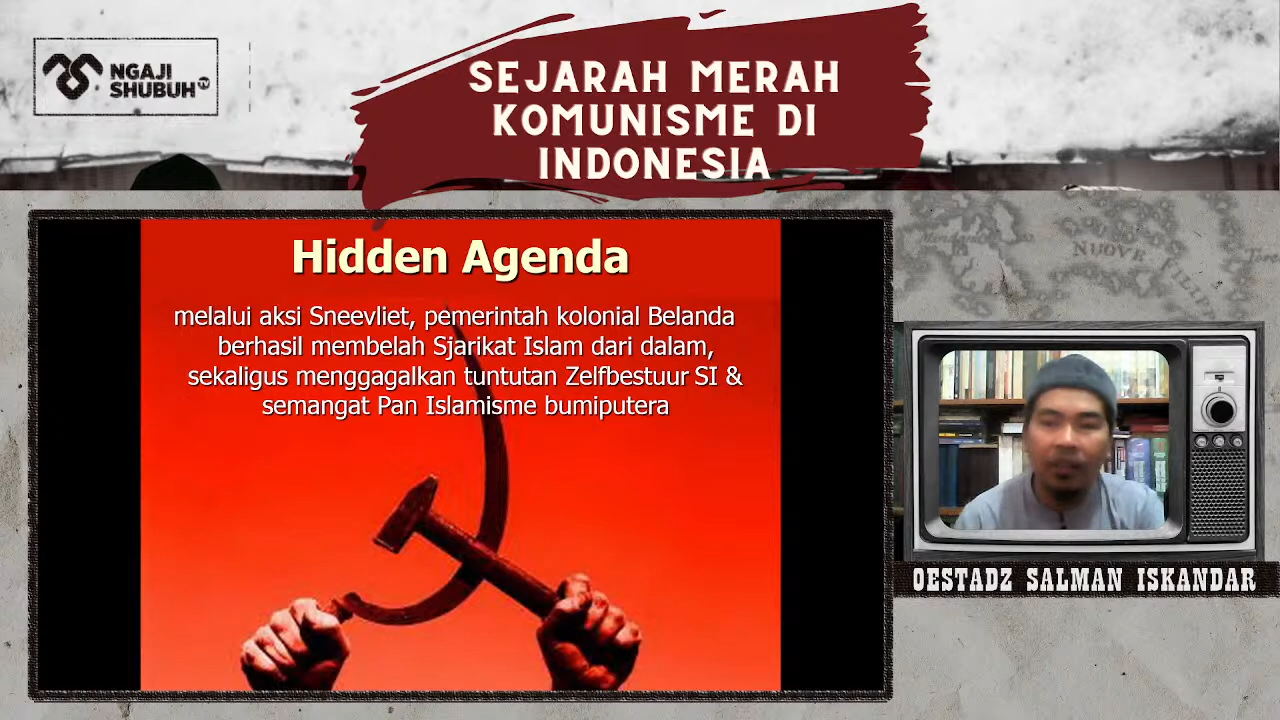 NGAJI
SHUBUH TV
SEJARAH MERAH
KOMUNISME DI
INDONESIA
Hidden Agenda
melalui aksi Sneevliet, pemerintah kolonial Belanda
berhasil membelah Sjarikat Islam dari dalam,
sekaligus menggagalkan tuntutan Zelfbestuur SI &
semangat Pan Islamisme bumiputera
OESTADZ SALMAN ISKANDAR